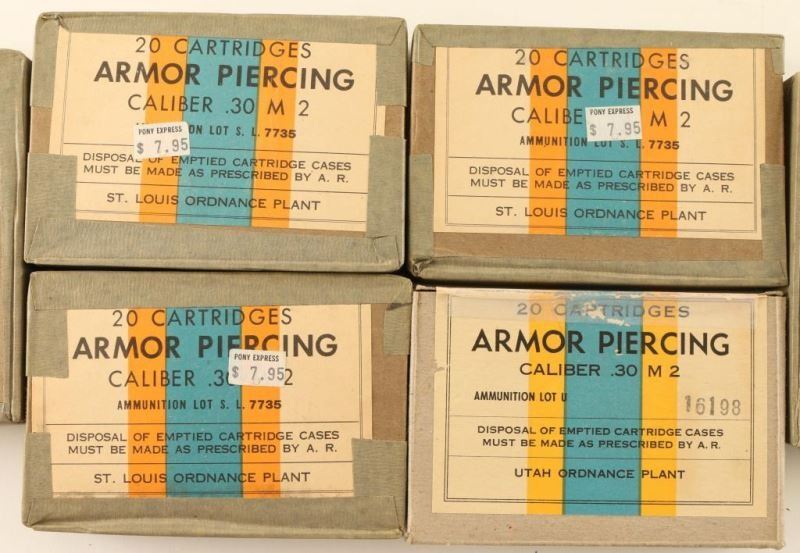 20 CARTRIDGES
ARMOR PIERCING
CALIBER .30 M 2
PONY EXPRESS
$ 7.95
ON LOT S. L. 7735
DISPOSAL OF EMPTIED CARTRIDGE CASES
MUST BE MADE AS PRESCRIBED BY A. R.
ST. LOUIS ORDNANCE PLANT
20 CARTRIDGES
ARMOR PIERCING
CALIBE M 2
PONY EXPRESS
$ 7.95
AMMUNITION LOT S. L. 7735
DISPOSAL OF EMPTIED CARTRIDGE CASES
MUST BE MADE AS PRESCRIBED BY A. R.
ST. LOUIS ORDNANCE PLANT
20 CARTRIDGES
ARMOR PIERCING
CALIBER .30 2
PONY EXPRESS
$ 7.95
AMMUNITION LOT S. L. 7735
DISPOSAL OF EMPTIED CARTRIDGE CASES
MUST BE MADE AS PRESCRIBED BY A. R.
ST. LOUIS ORDNANCE PLANT
20 CARTRIDGES
ARMOR PIERCING
CALIBER .30 M 2
AMMUNITION LOT U 16198
DISPOSAL OF EMPTIED CARTRIDGE CASES
MUST BE MADE AS PRESCRIBED BY A. R.
UTAH ORDNANCE PLANT